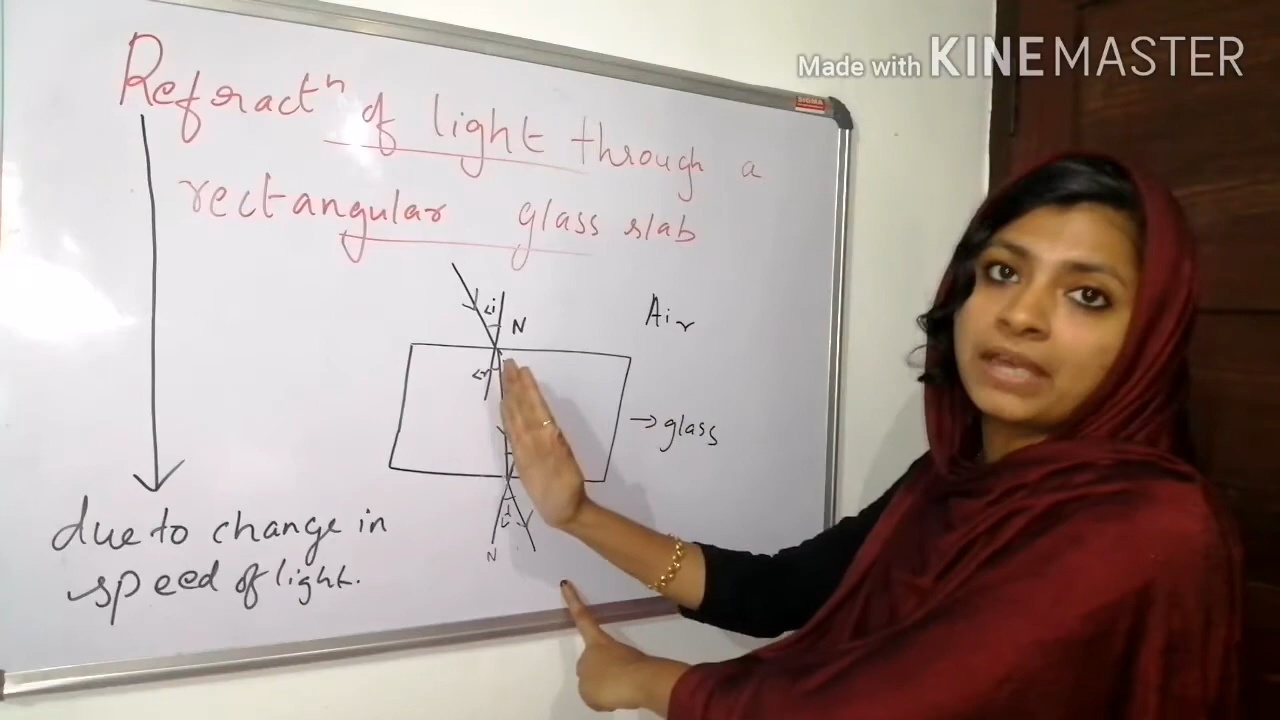 Made with KINEMASTER
SIGMA
Refractⁿ of light through a
rectangular glass slab
∠i
N
Air
∠r
→ glass
N
due to change in
speed of light.